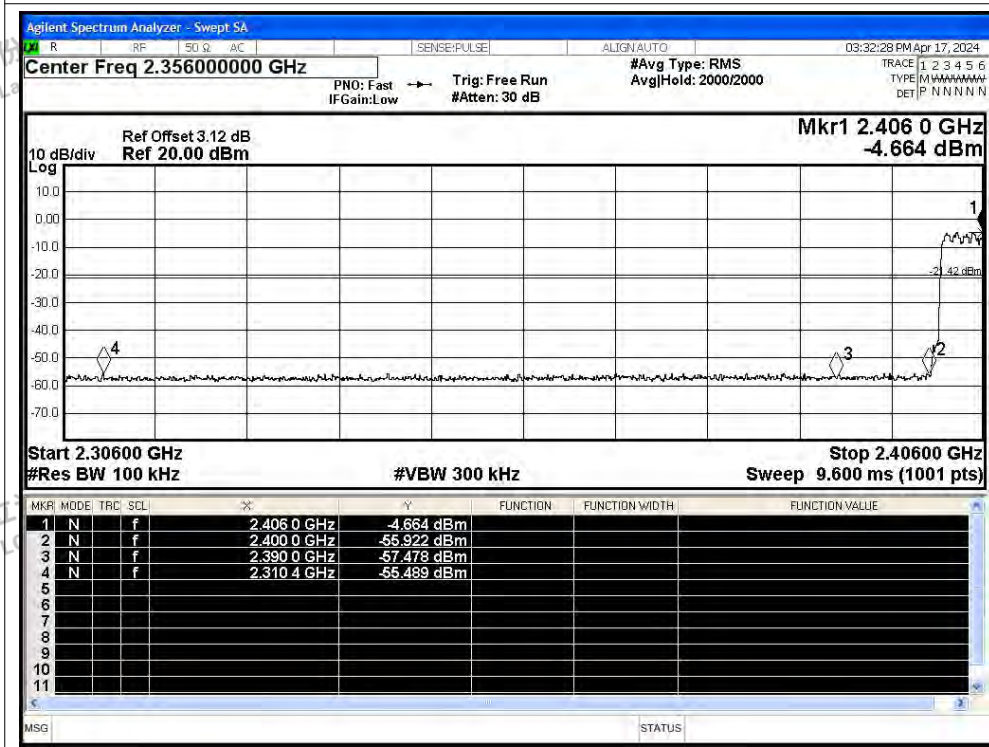 Agilent Spectrum Analyzer - Swept SA
LXI R RF 50 Ω AC SENSE:PULSE ALIGN AUTO 03:32:28 PM Apr 17, 2024
Center Freq 2.356000000 GHz
PNO: Fast
IFGain:Low
Trig: Free Run
#Atten: 30 dB
#Avg Type: RMS
Avg|Hold: 2000/2000
TRACE 1 2 3 4 5 6
TYPE M
DET P N N N N N
Ref Offset 3.12 dB
10 dB/div Ref 20.00 dBm
Log
Mkr1 2.406 0 GHz
-4.664 dBm
10.0
0.00
-10.0
-20.0
-30.0
-40.0
-50.0
-60.0
-70.0
1
-21.42 dBm
4
3
2
Start 2.30600 GHz Stop 2.40600 GHz
#Res BW 100 kHz #VBW 300 kHz Sweep 9.600 ms (1001 pts)
MKR MODE TRC SCL X Y FUNCTION FUNCTION WIDTH FUNCTION VALUE
1 N f 2.406 0 GHz -4.664 dBm
2 N f 2.400 0 GHz -55.922 dBm
3 N f 2.390 0 GHz -57.478 dBm
4 N f 2.310 4 GHz -55.489 dBm
5
6
7
8
9
10
11
MSG STATUS